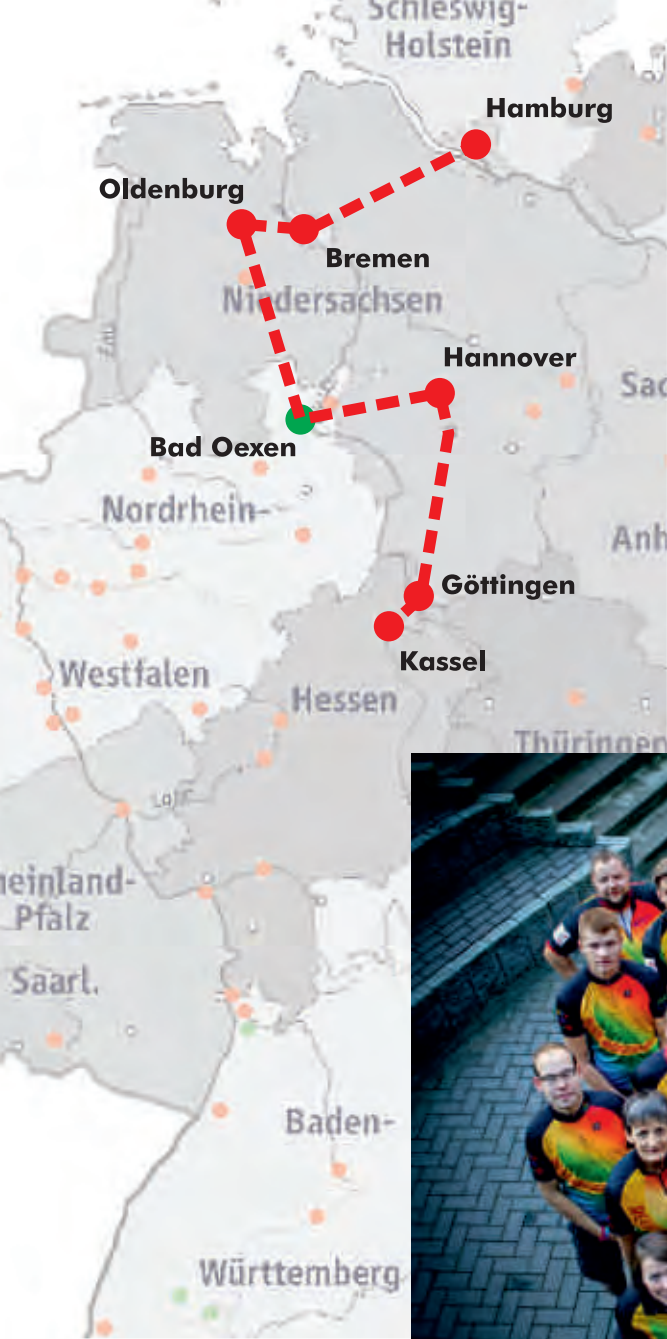 Schleswig-
Holstein
Hamburg
Oldenburg
Bremen
Niedersachsen
Hannover
Sac
Bad Oexen
Nordrhein-
Anh
Göttingen
Kassel
Westfalen
Hessen
Thüringen
heinland-
Pfalz
Saarl.
Baden-
Württemberg